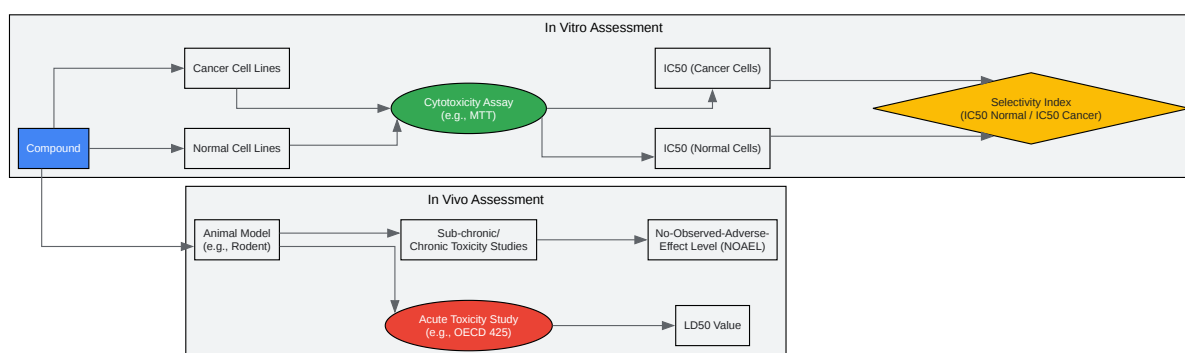 In Vitro Assessment
Cancer Cell Lines
IC50 (Cancer Cells)
Cytotoxicity Assay
(e.g., MTT)
Selectivity Index
(IC50 Normal / IC50 Cancer)
Compound
Normal Cell Lines
IC50 (Normal Cells)
In Vivo Assessment
Animal Model
(e.g., Rodent)
Sub-chronic/
Chronic Toxicity Studies
No-Observed-Adverse-
Effect Level (NOAEL)
Acute Toxicity Study
(e.g., OECD 425)
LD50 Value